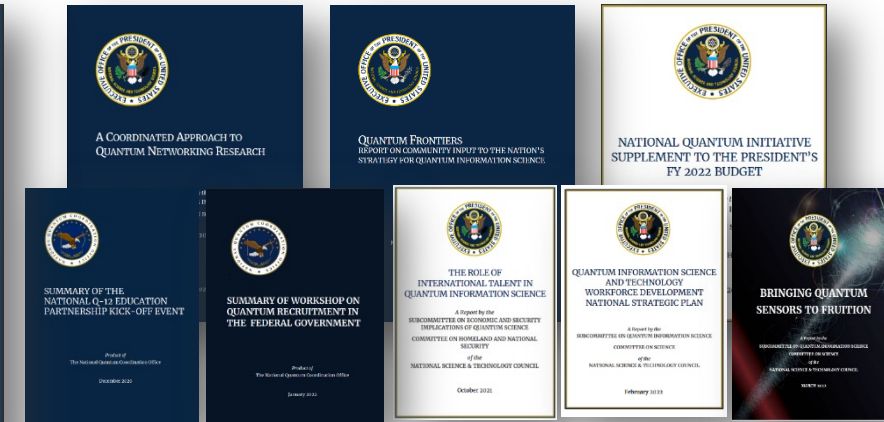 A COORDINATED APPROACH TO
QUANTUM NETWORKING RESEARCH
QUANTUM FRONTIERS
REPORT ON COMMUNITY INPUT TO THE NATION'S
STRATEGY FOR QUANTUM INFORMATION SCIENCE
NATIONAL QUANTUM INITIATIVE
SUPPLEMENT TO THE PRESIDENT'S
FY 2022 BUDGET
SUMMARY OF THE
NATIONAL Q-12 EDUCATION
PARTNERSHIP KICK-OFF EVENT
Product of
The National Quantum Coordination Office
December 2020
SUMMARY OF WORKSHOP ON
QUANTUM RECRUITMENT IN
THE FEDERAL GOVERNMENT
Product of
The National Quantum Coordination Office
January 2022
THE ROLE OF
INTERNATIONAL TALENT IN
QUANTUM INFORMATION SCIENCE
A Report by the
SUBCOMMITTEE ON ECONOMIC AND SECURITY
IMPLICATIONS OF QUANTUM SCIENCE
COMMITTEE ON HOMELAND AND NATIONAL
SECURITY
of the
NATIONAL SCIENCE & TECHNOLOGY COUNCIL
October 2021
QUANTUM INFORMATION SCIENCE
AND TECHNOLOGY
WORKFORCE DEVELOPMENT
NATIONAL STRATEGIC PLAN
A Report by the
SUBCOMMITTEE ON QUANTUM INFORMATION SCIENCE
COMMITTEE ON SCIENCE
of the
NATIONAL SCIENCE & TECHNOLOGY COUNCIL
February 2022
BRINGING QUANTUM
SENSORS TO FRUITION
A Report by the
SUBCOMMITTEE ON QUANTUM INFORMATION SCIENCE
COMMITTEE ON SCIENCE
of the
NATIONAL SCIENCE & TECHNOLOGY COUNCIL
MARCH 2022